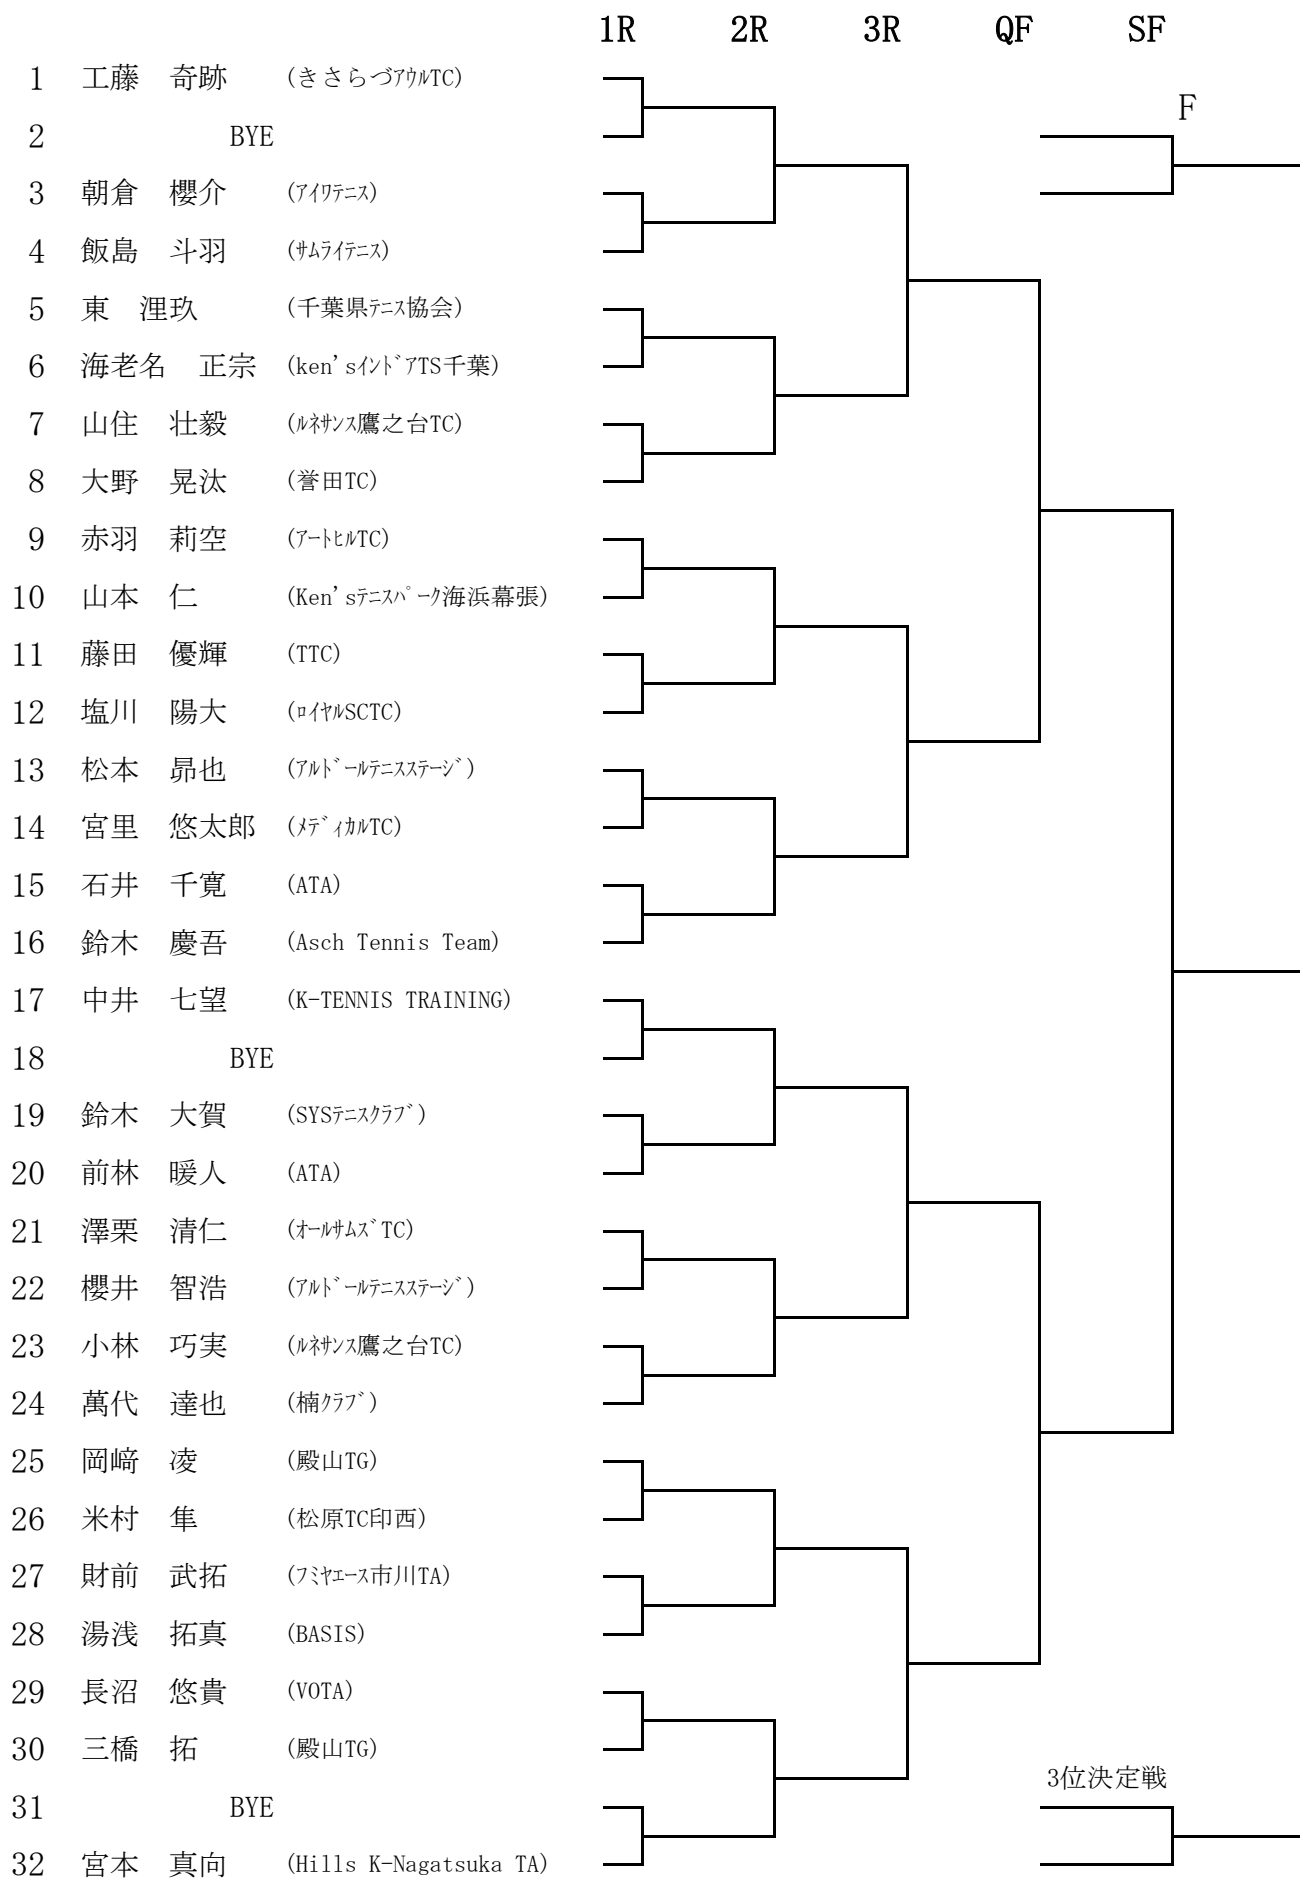 1R 2R 3R QF SF
1 工藤 奇跡 (きさらづｱｳﾙTC)
F
2 BYE
3 朝倉 櫻介 (ｱｲﾜﾃﾆｽ)
4 飯島 斗羽 (ｻﾑﾗｲﾃﾆｽ)
5 東 浬玖 (千葉県ﾃﾆｽ協会)
6 海老名 正宗 (ken'sｲﾝﾄﾞｱTS千葉)
7 山住 壮毅 (ﾙﾈｻﾝｽ鷹之台TC)
8 大野 晃汰 (誉田TC)
9 赤羽 莉空 (ｱｰﾄﾋﾙTC)
10 山本 仁 (Ken'sﾃﾆｽﾊﾟｰｸ海浜幕張)
11 藤田 優輝 (TTC)
12 塩川 陽大 (ﾛｲﾔﾙSCTC)
13 松本 昴也 (ｱﾙﾄﾞｰﾙﾃﾆｽｽﾃｰｼﾞ)
14 宮里 悠太郎 (ﾒﾃﾞｨｶﾙTC)
15 石井 千寛 (ATA)
16 鈴木 慶吾 (Asch Tennis Team)
17 中井 七望 (K-TENNIS TRAINING)
18 BYE
19 鈴木 大賀 (SYSﾃﾆｽｸﾗﾌﾞ)
20 前林 暖人 (ATA)
21 澤栗 清仁 (ｵｰﾙｻﾑｽﾞTC)
22 櫻井 智浩 (ｱﾙﾄﾞｰﾙﾃﾆｽｽﾃｰｼﾞ)
23 小林 巧実 (ﾙﾈｻﾝｽ鷹之台TC)
24 萬代 達也 (楠ｸﾗﾌﾞ)
25 岡﨑 凌 (殿山TG)
26 米村 隼 (松原TC印西)
27 財前 武拓 (ﾌﾐﾔｴｰｽ市川TA)
28 湯浅 拓真 (BASIS)
29 長沼 悠貴 (VOTA)
30 三橋 拓 (殿山TG)
3位決定戦
31 BYE
32 宮本 真向 (Hills K-Nagatsuka TA)